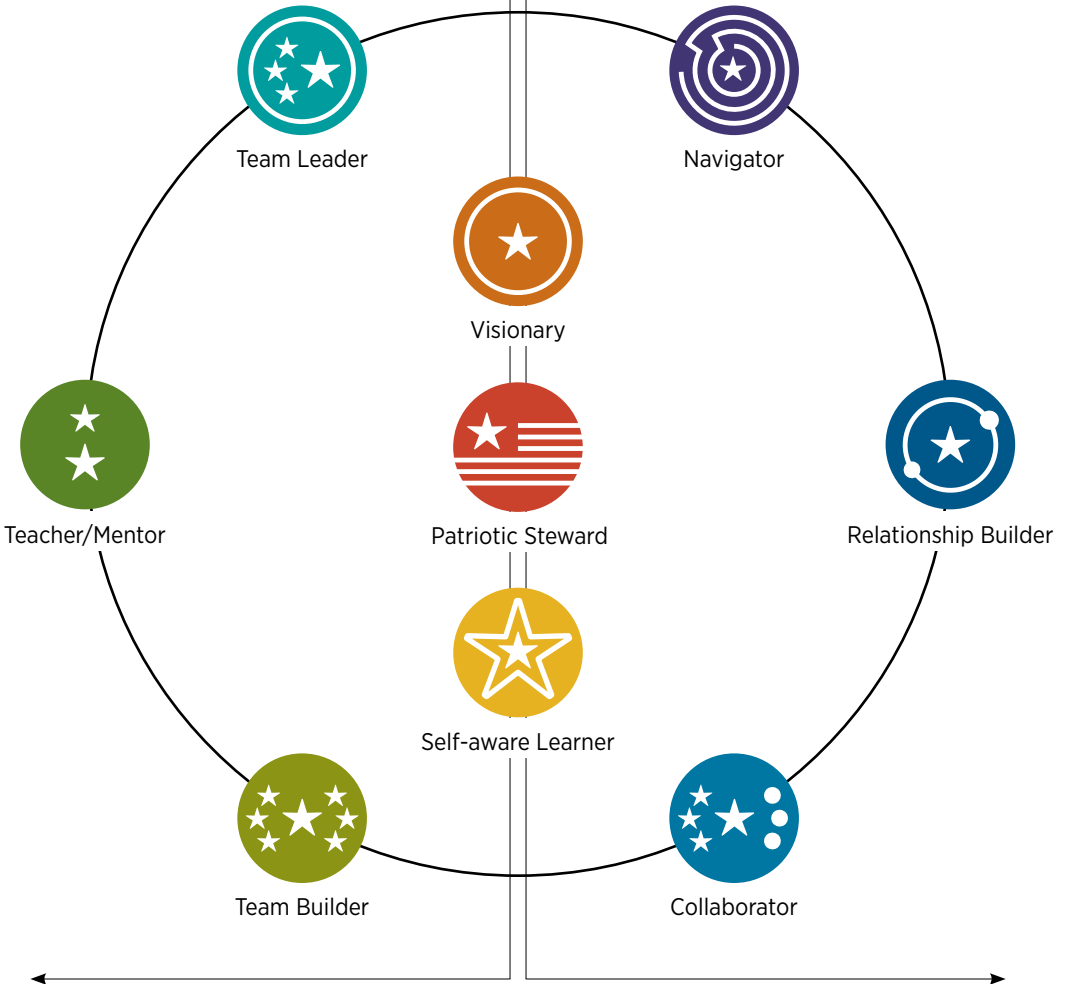 Team Leader
Navigator
Visionary
Teacher/Mentor
Patriotic Steward
Relationship Builder
Self-aware Learner
Team Builder
Collaborator